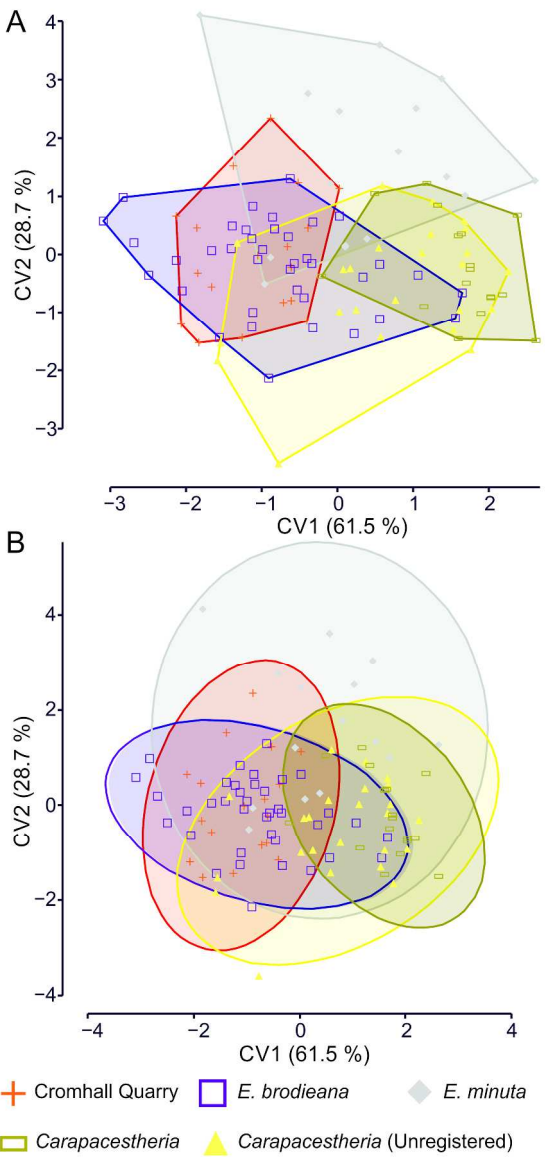 A
4
3
2
1
0
−1
−2
−3
CV2 (28.7 %)
−3 −2 −1 0 1 2
CV1 (61.5 %)
B
4
2
0
−2
−4
CV2 (28.7 %)
−4 −2 0 2 4
CV1 (61.5 %)
Cromhall Quarry E. brodieana E. minuta
Carapacestheria Carapacestheria (Unregistered)